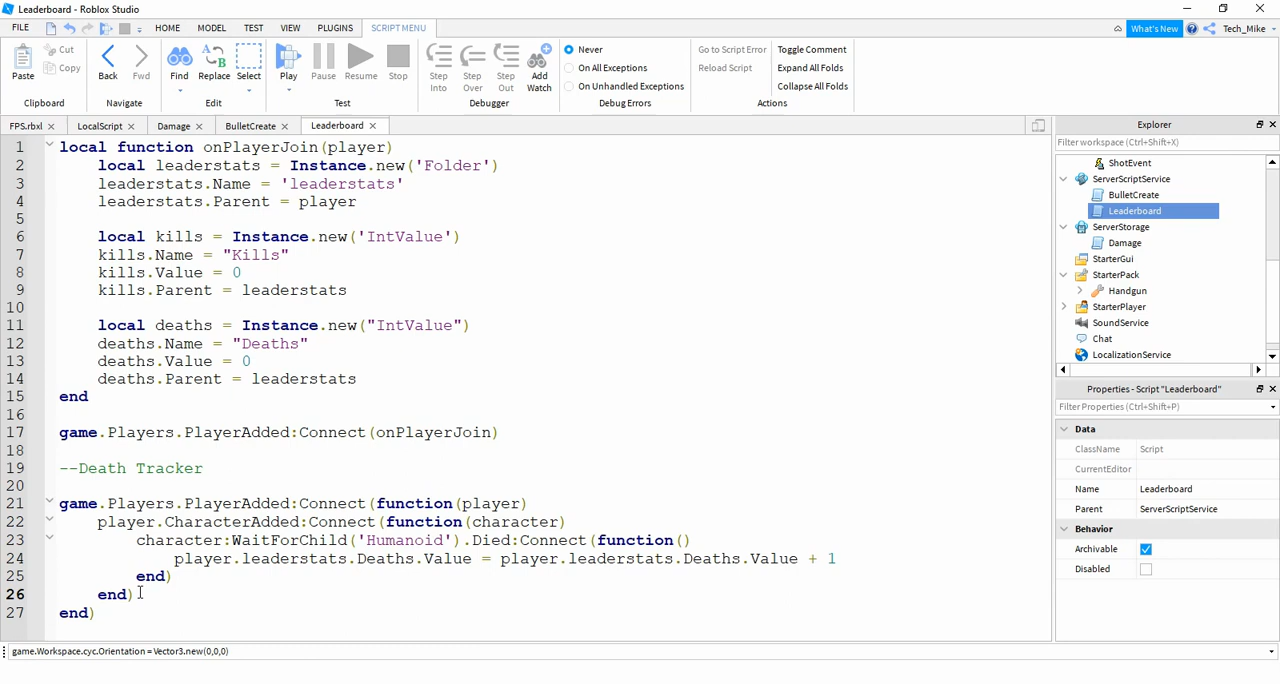 Leaderboard - Roblox Studio
FILE HOME MODEL TEST VIEW PLUGINS SCRIPT MENU What's New Tech_Mike
Paste Cut Copy Back Fwd Find Replace Select Play Pause Resume Stop Step Into Step Over Step Out Add Watch
Never Go to Script Error Toggle Comment
On All Exceptions Reload Script Expand All Folds
On Unhandled Exceptions Collapse All Folds
Clipboard Navigate Edit Test Debugger Debug Errors Actions
FPS.rbxl LocalScript Damage BulletCreate Leaderboard
1 local function onPlayerJoin(player)
2 local leaderstats = Instance.new('Folder')
3 leaderstats.Name = 'leaderstats'
4 leaderstats.Parent = player
5
6 local kills = Instance.new('IntValue')
7 kills.Name = "Kills"
8 kills.Value = 0
9 kills.Parent = leaderstats
10
11 local deaths = Instance.new("IntValue")
12 deaths.Name = "Deaths"
13 deaths.Value = 0
14 deaths.Parent = leaderstats
15 end
16
17 game.Players.PlayerAdded:Connect(onPlayerJoin)
18
19 --Death Tracker
20
21 game.Players.PlayerAdded:Connect(function(player)
22 player.CharacterAdded:Connect(function(character)
23 character:WaitForChild('Humanoid').Died:Connect(function()
24 player.leaderstats.Deaths.Value = player.leaderstats.Deaths.Value + 1
25 end)
26 end)
27 end)
Explorer
Filter workspace (Ctrl+Shift+X)
ShotEvent
ServerScriptService
BulletCreate
Leaderboard
ServerStorage
Damage
StarterGui
StarterPack
Handgun
StarterPlayer
SoundService
Chat
LocalizationService
Properties - Script "Leaderboard"
Filter Properties (Ctrl+Shift+P)
Data
ClassName Script
CurrentEditor
Name Leaderboard
Parent ServerScriptService
Behavior
Archivable
Disabled
game.Workspace.cyc.Orientation = Vector3.new(0,0,0)